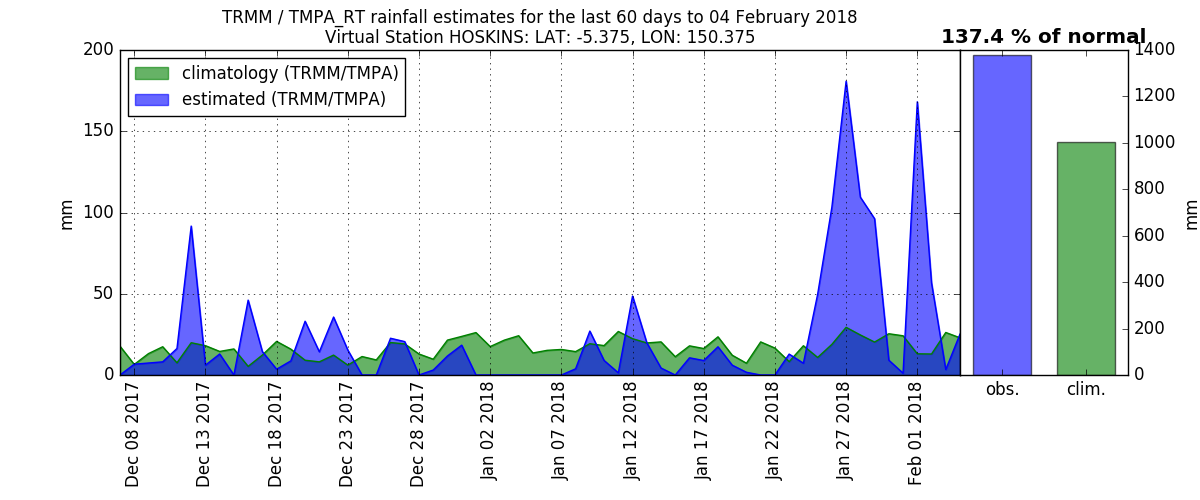 TRMM / TMPA_RT rainfall estimates for the last 60 days to 04 February 2018
Virtual Station HOSKINS: LAT: -5.375, LON: 150.375
137.4 % of normal
climatology (TRMM/TMPA)
estimated (TRMM/TMPA)
200
150
100
50
0
mm
1400
1200
1000
800
600
400
200
0
mm
Dec 08 2017
Dec 13 2017
Dec 18 2017
Dec 23 2017
Dec 28 2017
Jan 02 2018
Jan 07 2018
Jan 12 2018
Jan 17 2018
Jan 22 2018
Jan 27 2018
Feb 01 2018
obs.
clim.